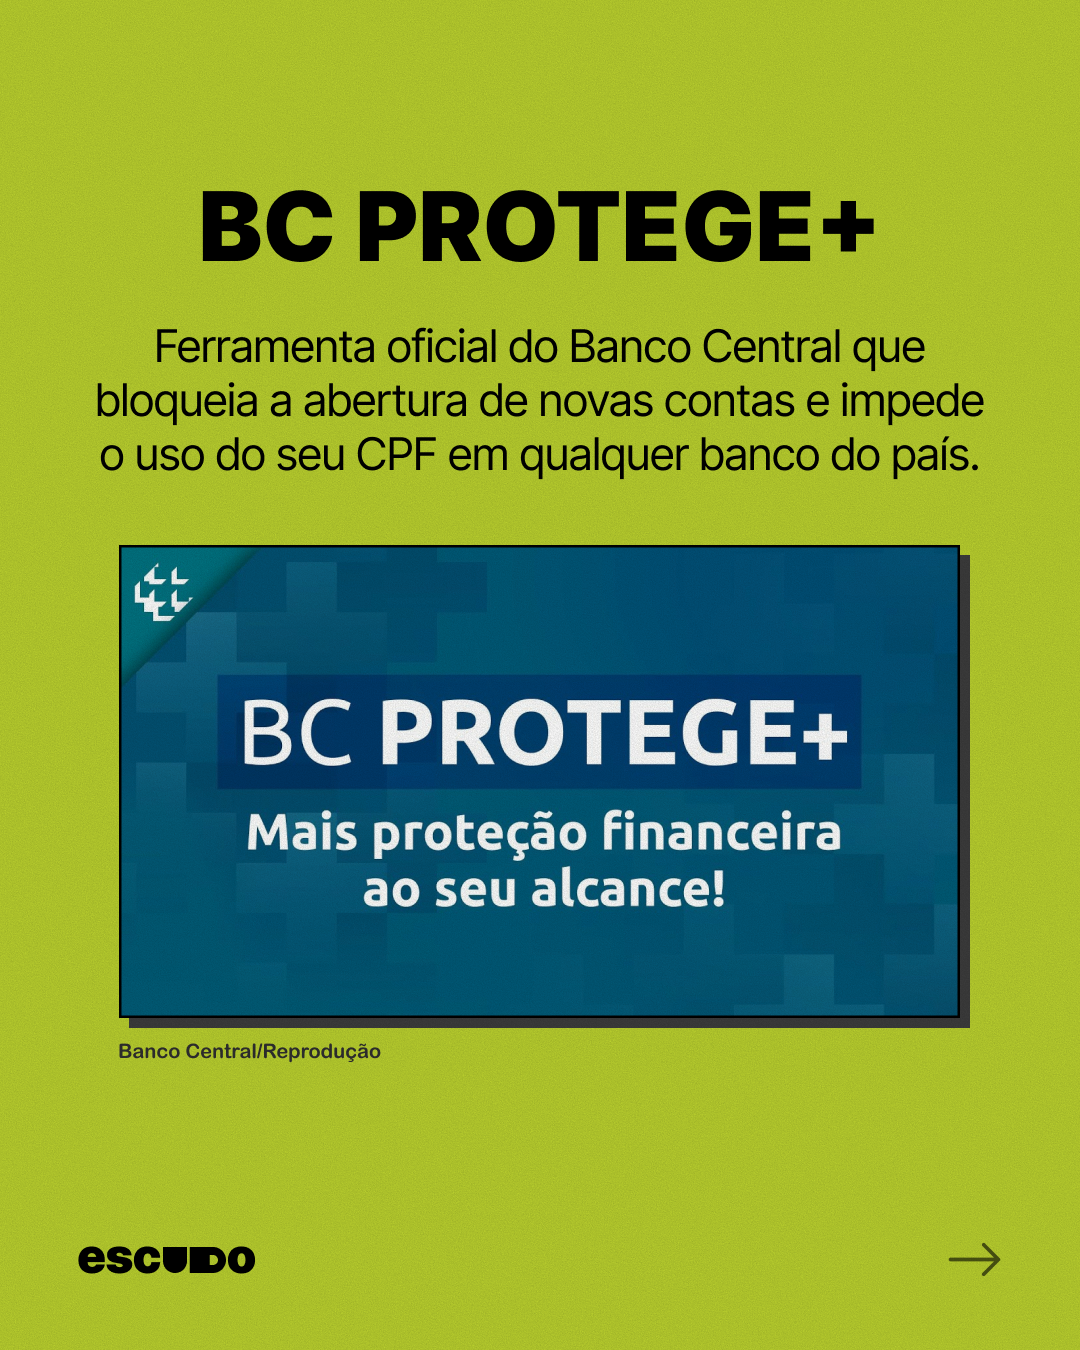 BC PROTEGE+
Ferramenta oficial do Banco Central que
bloqueia a abertura de novas contas e impede
o uso do seu CPF em qualquer banco do país.
BC PROTEGE+
Mais proteção financeira
ao seu alcance!
Banco Central/Reprodução
escudo